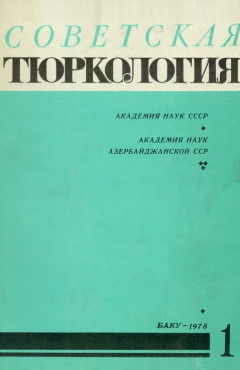 СОВЕТСКАЯ
ТЮРКОЛОГИЯ
АКАДЕМИЯ НАУК СССР
АКАДЕМИЯ НАУК
АЗЕРБАЙДЖАНСКОЙ ССР
БАКУ—1978
1